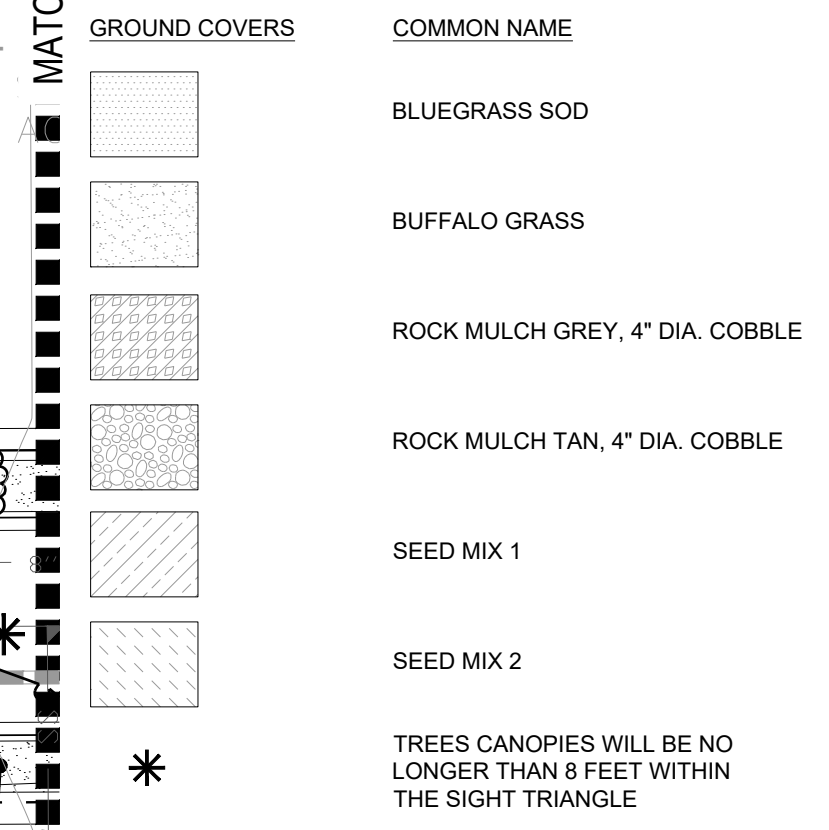 MATC
GROUND COVERS
COMMON NAME
BLUEGRASS SOD
BUFFALO GRASS
ROCK MULCH GREY, 4" DIA. COBBLE
ROCK MULCH TAN, 4" DIA. COBBLE
8''
SEED MIX 1
SEED MIX 2
SS
TREES CANOPIES WILL BE NO
LONGER THAN 8 FEET WITHIN
THE SIGHT TRIANGLE